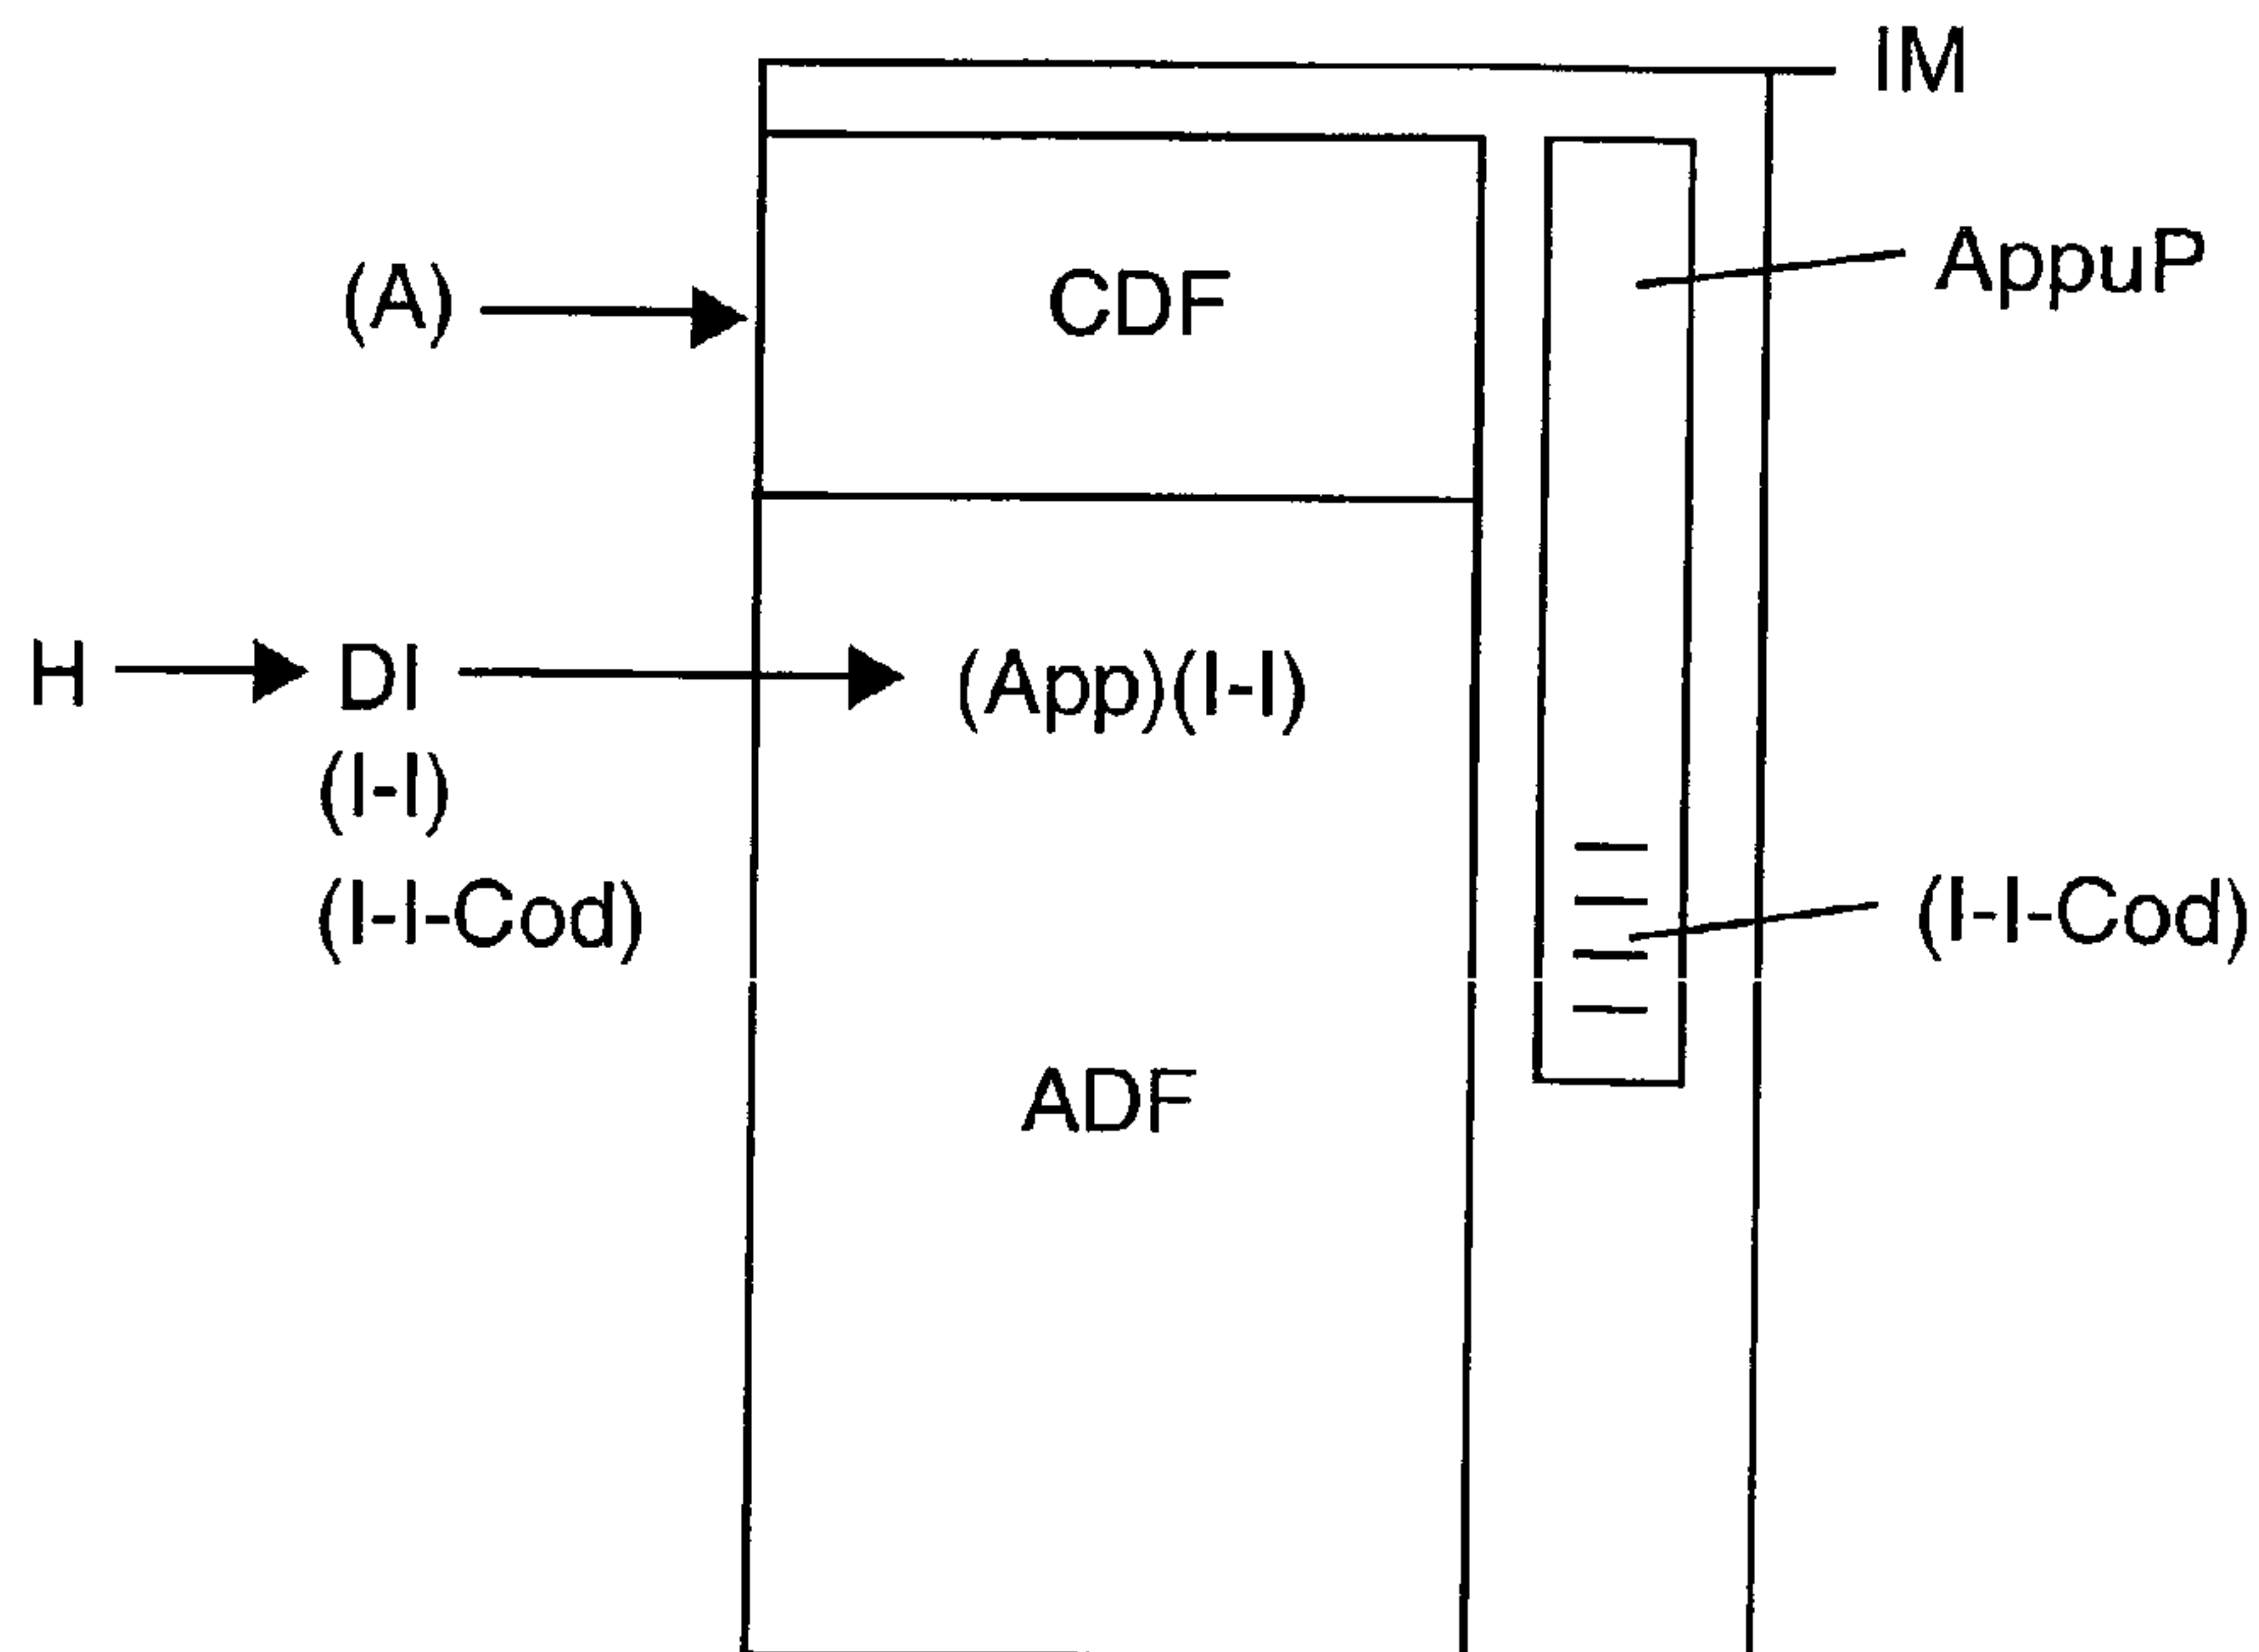 IM
AppuP
(A)
CDF
H
DI
(App)(I-I)
(I-I)
(I-I-Cod)
(I-I-Cod)
ADF